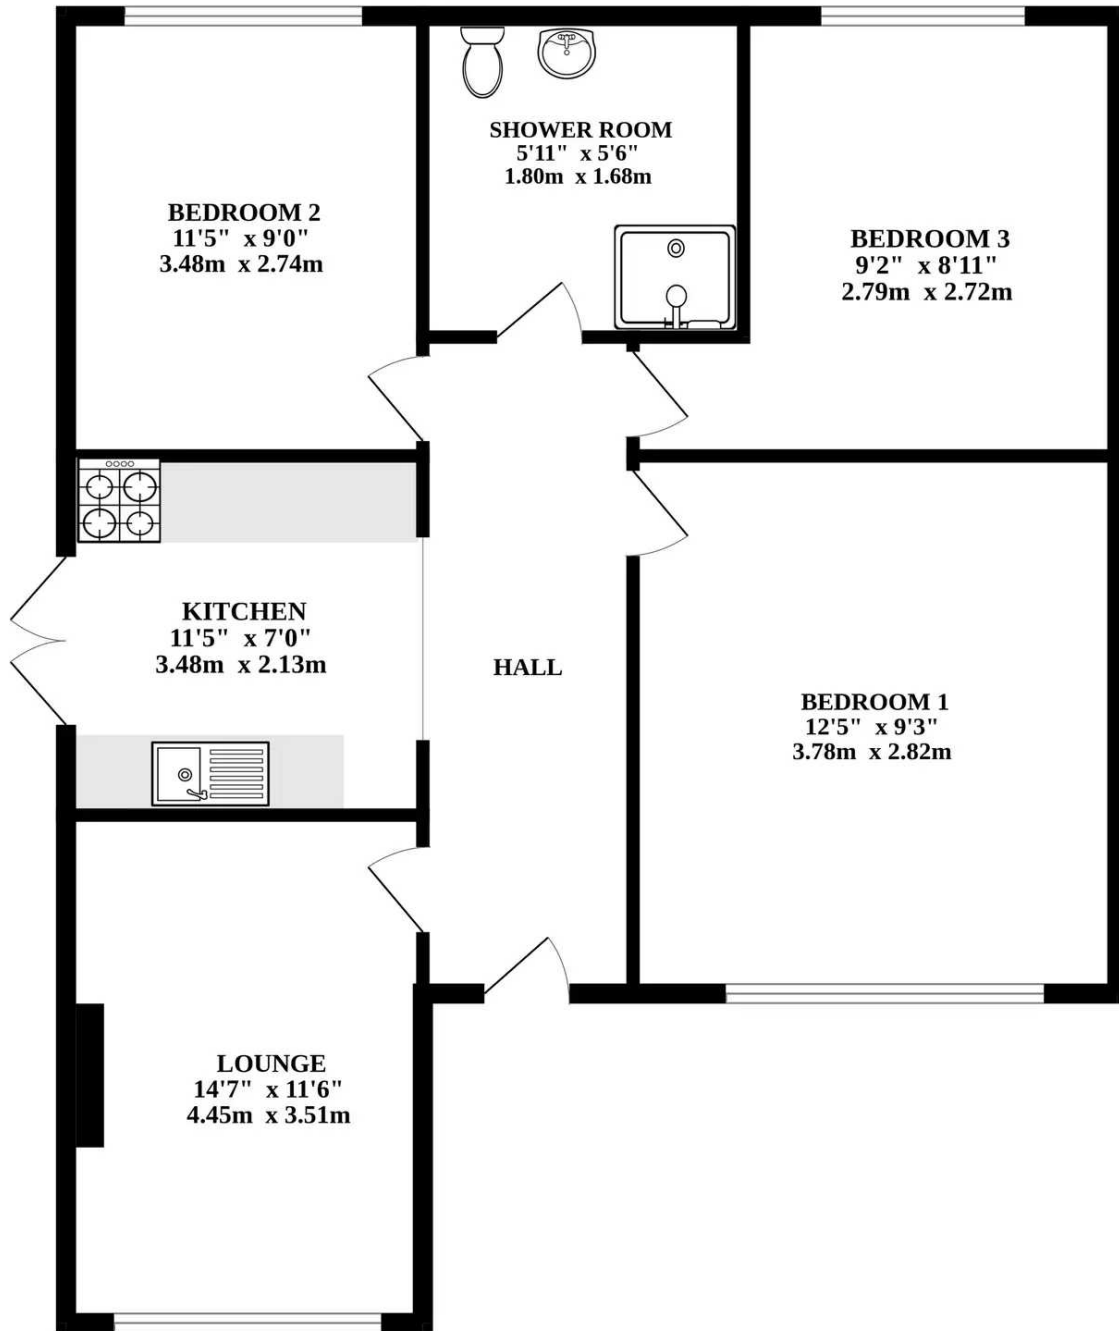 SHOWER ROOM
5'11" x 5'6"
1.80m x 1.68m
BEDROOM 2
11'5" x 9'0"
3.48m x 2.74m
BEDROOM 3
9'2" x 8'11"
2.79m x 2.72m
KITCHEN
11'5" x 7'0"
3.48m x 2.13m
HALL
BEDROOM 1
12'5" x 9'3"
3.78m x 2.82m
LOUNGE
14'7" x 11'6"
4.45m x 3.51m